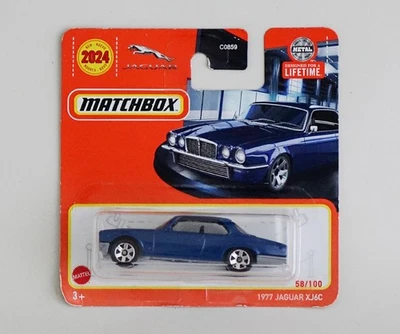 2024
JAGUAR
C0859
METAL
DESIGNED FOR A
LIFETIME
MATCHBOX
MATTEL
3+
58/100
1977 JAGUAR XJ6C